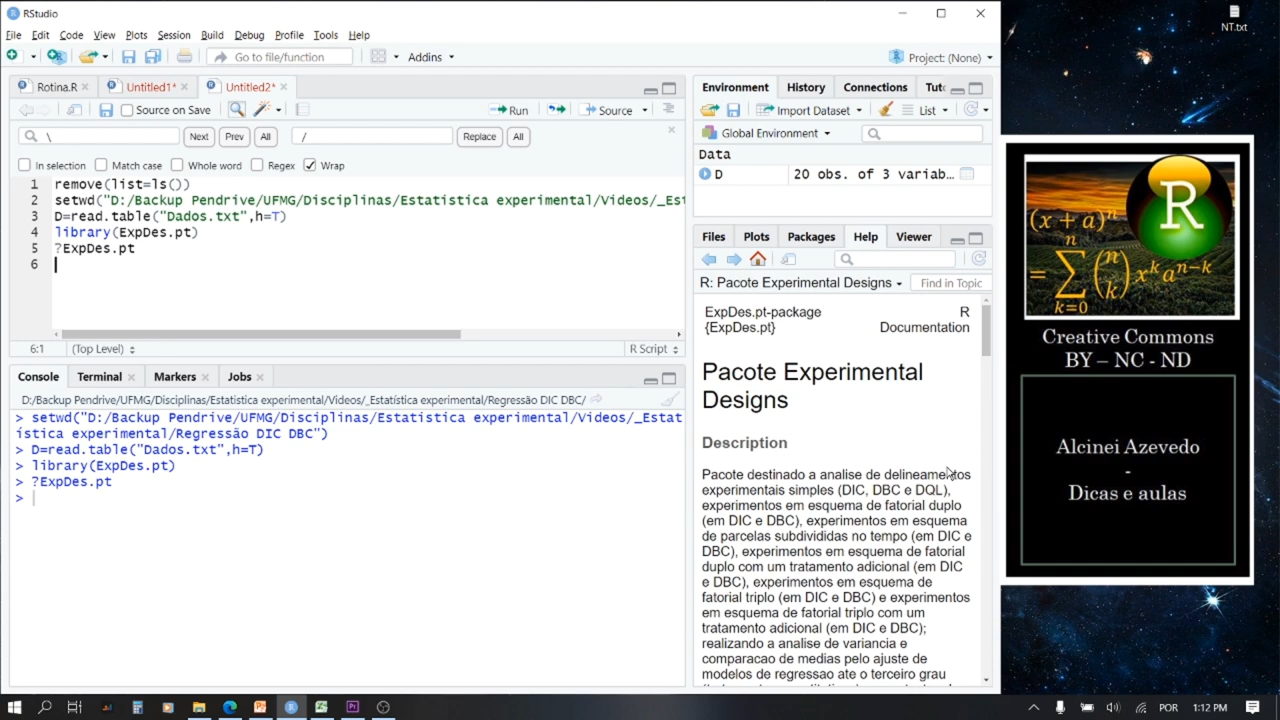 RStudio
File Edit Code View Plots Session Build Debug Profile Tools Help
Go to file/function Addins Project: (None)
Rotina.R Untitled1* Untitled2*
Source on Save Run Source
\ Next Prev All / Replace All
In selection Match case Whole word Regex Wrap
1 remove(list=ls())
2 setwd("D:/Backup Pendrive/UFMG/Disciplinas/Estatistica experimental/Videos/_Est
3 D=read.table("Dados.txt",h=T)
4 library(ExpDes.pt)
5 ?ExpDes.pt
6
6:1 (Top Level) R Script
Console Terminal Markers Jobs
D:/Backup Pendrive/UFMG/Disciplinas/Estatistica experimental/Videos/_Estatística experimental/Regressão DIC DBC/
> setwd("D:/Backup Pendrive/UFMG/Disciplinas/Estatistica experimental/Videos/_Estat
ística experimental/Regressão DIC DBC")
> D=read.table("Dados.txt",h=T)
> library(ExpDes.pt)
> ?ExpDes.pt
>
Environment History Connections Tut
Import Dataset List
Global Environment
Data
D 20 obs. of 3 variab…
Files Plots Packages Help Viewer
R: Pacote Experimental Designs Find in Topic
ExpDes.pt-package R
{ExpDes.pt} Documentation
Pacote Experimental
Designs
Description
Pacote destinado a analise de delineamentos
experimentais simples (DIC, DBC e DQL),
experimentos em esquema de fatorial duplo
(em DIC e DBC), experimentos em esquema
de parcelas subdivididas no tempo (em DIC e
DBC), experimentos em esquema de fatorial
duplo com um tratamento adicional (em DIC
e DBC), experimentos em esquema de
fatorial triplo (em DIC e DBC) e experimentos
em esquema de fatorial triplo com um
tratamento adicional (em DIC e DBC);
realizando a analise de variancia e
comparacao de medias pelo ajuste de
modelos de regressao ate o terceiro grau
NT.txt
(x + a)^n
= ∑ n k=0 (n k) x^k a^n−k
R
Creative Commons
BY – NC - ND
Alcinei Azevedo
-
Dicas e aulas
POR 1:12 PM